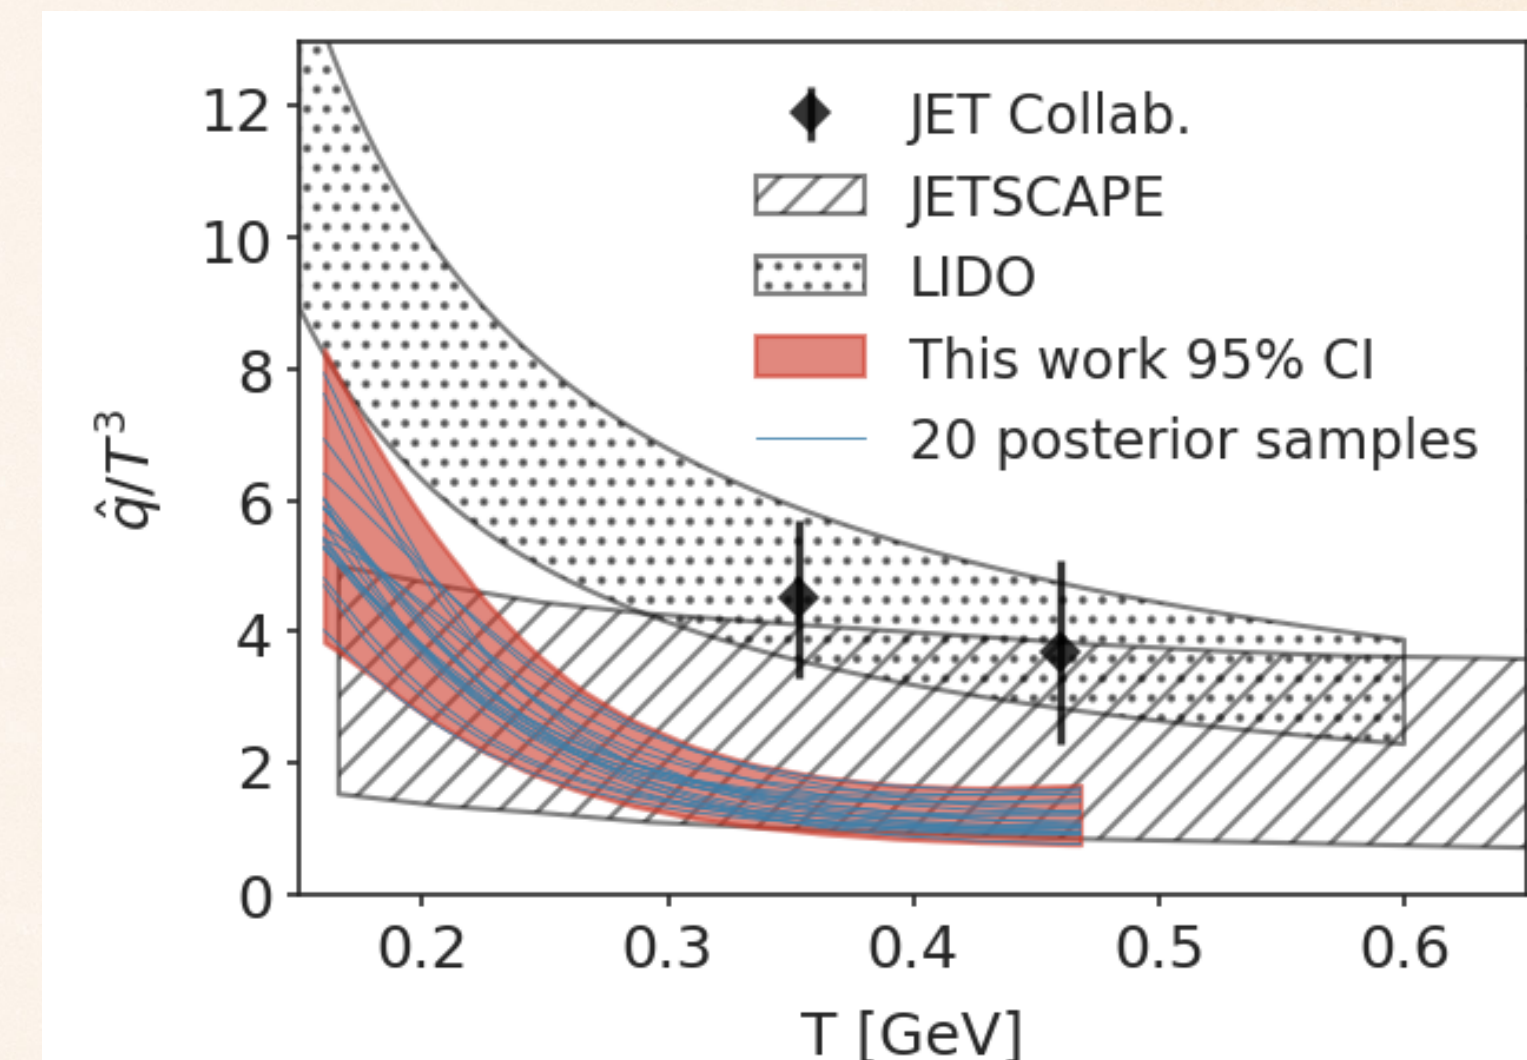 12
10
8
6
4
2
0
q̂/T³
JET Collab.
JETSCAPE
LIDO
This work 95% CI
20 posterior samples
0.2 0.3 0.4 0.5 0.6
T [GeV]